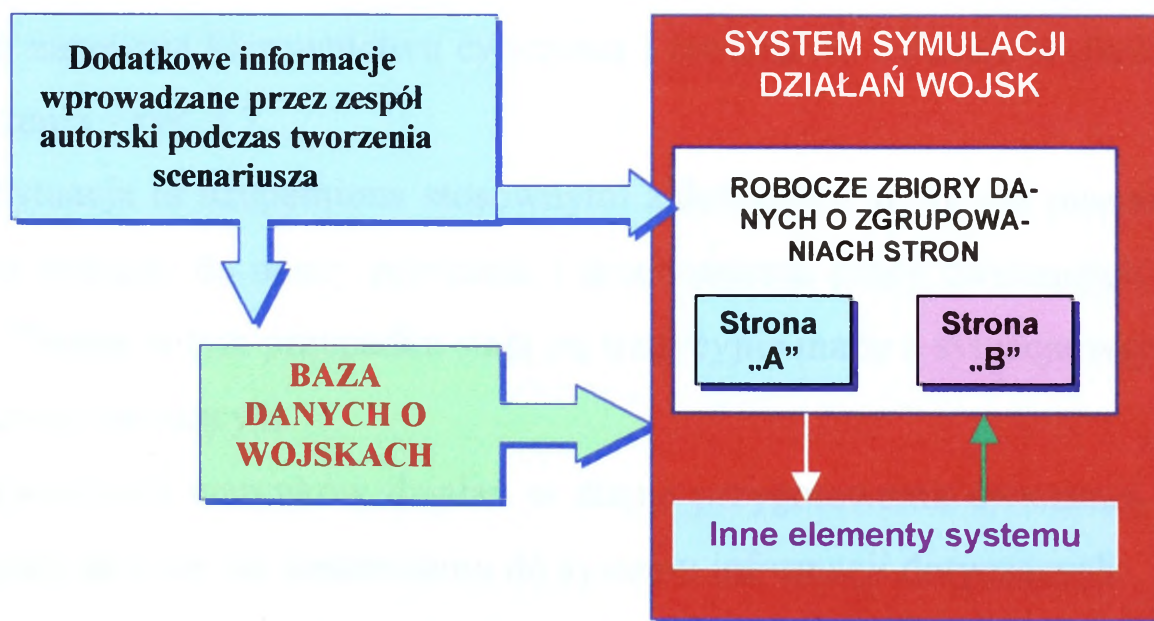 Dodatkowe informacje
wprowadzane przez zespół
autorski podczas tworzenia
scenariusza
BAZA
DANYCH O
WOJSKACH
SYSTEM SYMULACJI
DZIAŁAŃ WOJSK
ROBOCZE ZBIORY DA-
NYCH O ZGRUPOWA-
NIACH STRON
Strona
„A”
Strona
„B”
Inne elementy systemu